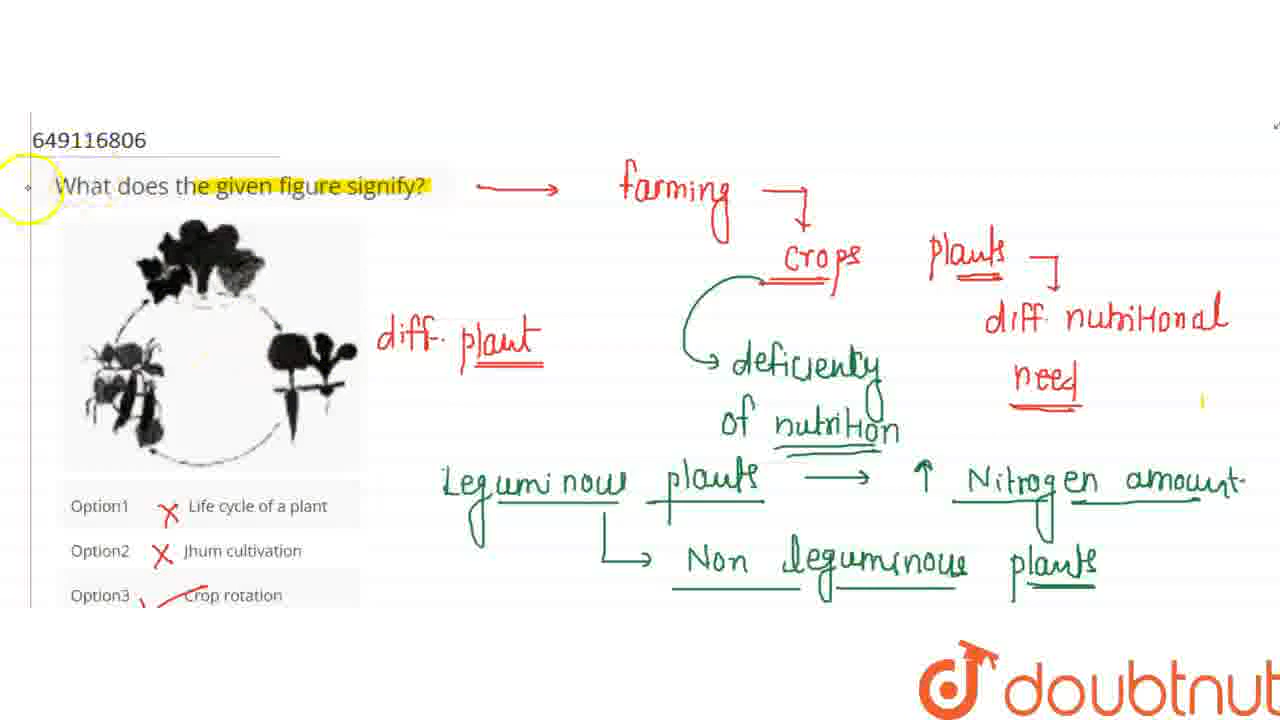 649116806
What does the given figure signify?
farming
crops
plants
diff. nutritional
need
diff. plant
deficienty
of nutrition
Leguminous plants → ↑ Nitrogen amount
Non leguminous plants
Option1 Life cycle of a plant
Option2 Jhum cultivation
Option3 Crop rotation
doubtnut